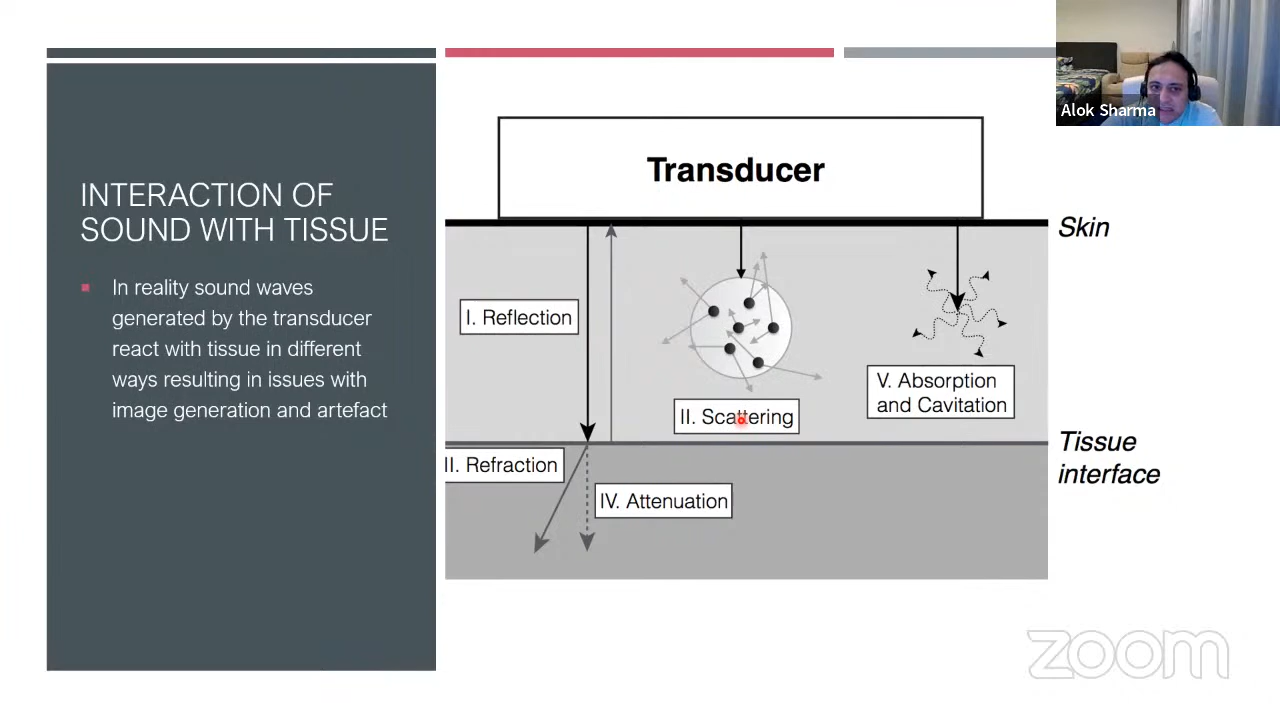 INTERACTION OF
SOUND WITH TISSUE
In reality sound waves
generated by the transducer
react with tissue in different
ways resulting in issues with
image generation and artefact
Transducer
Skin
I. Reflection
II. Scattering
V. Absorption
and Cavitation
Tissue
interface
II. Refraction
IV. Attenuation
Alok Sharma
zoom